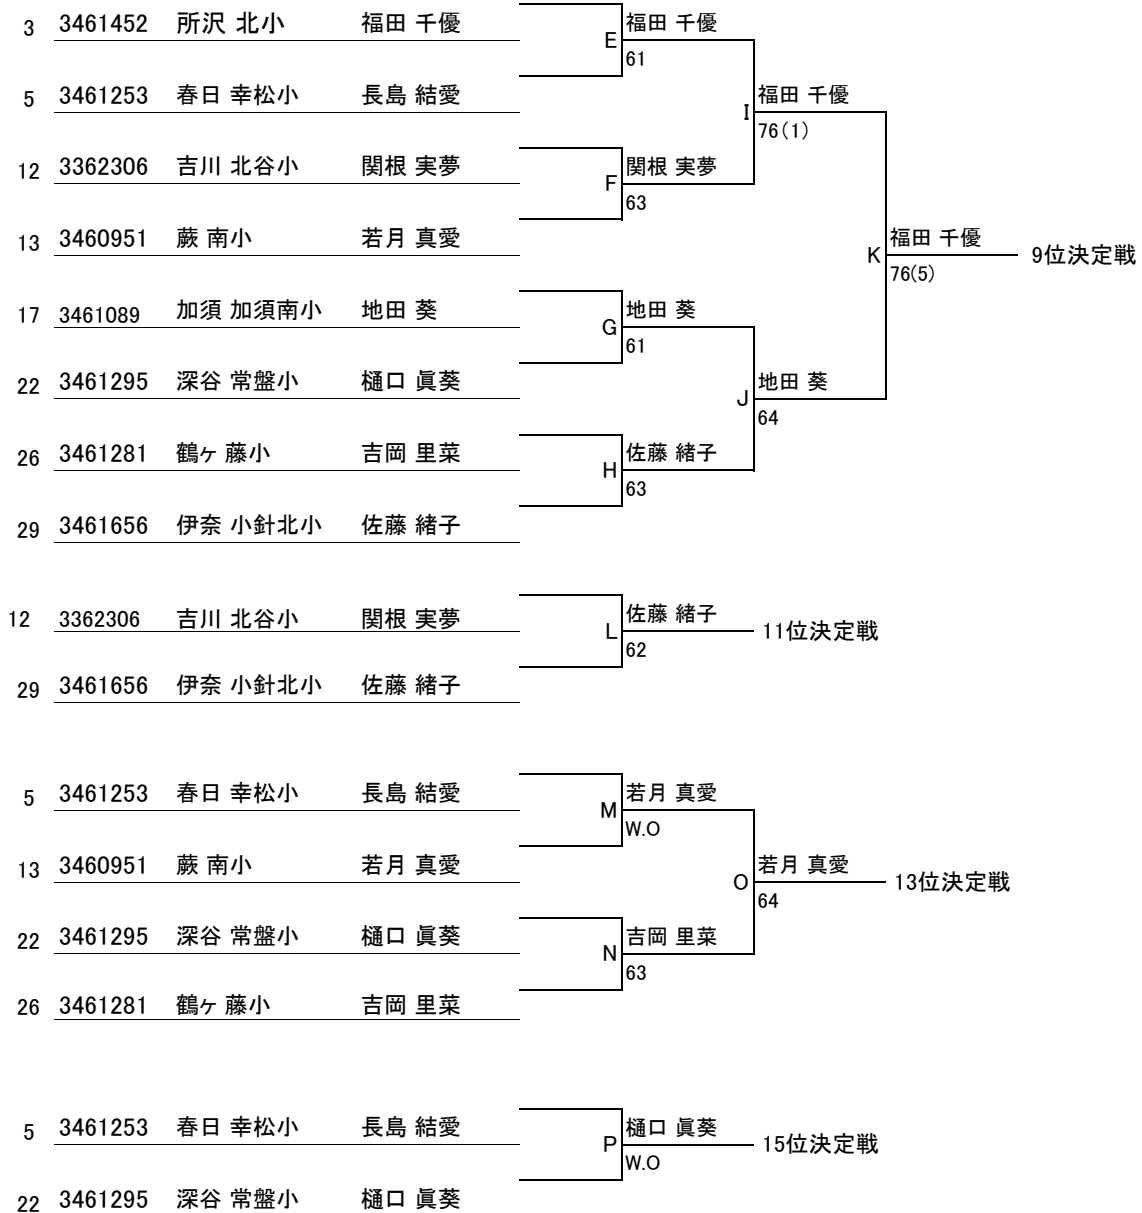 3 3461452 所沢 北小 福田 千優
E 福田 千優
61
5 3461253 春日 幸松小 長島 結愛
I 福田 千優
76(1)
12 3362306 吉川 北谷小 関根 実夢
F 関根 実夢
63
13 3460951 蕨 南小 若月 真愛
K 福田 千優 9位決定戦
76(5)
17 3461089 加須 加須南小 地田 葵
G 地田 葵
61
22 3461295 深谷 常盤小 樋口 眞葵
J 地田 葵
64
26 3461281 鶴ヶ 藤小 吉岡 里菜
H 佐藤 緒子
63
29 3461656 伊奈 小針北小 佐藤 緒子
12 3362306 吉川 北谷小 関根 実夢
L 佐藤 緒子 11位決定戦
62
29 3461656 伊奈 小針北小 佐藤 緒子
5 3461253 春日 幸松小 長島 結愛
M 若月 真愛
W.O
13 3460951 蕨 南小 若月 真愛
O 若月 真愛 13位決定戦
64
22 3461295 深谷 常盤小 樋口 眞葵
N 吉岡 里菜
63
26 3461281 鶴ヶ 藤小 吉岡 里菜
5 3461253 春日 幸松小 長島 結愛
P 樋口 眞葵 15位決定戦
W.O
22 3461295 深谷 常盤小 樋口 眞葵